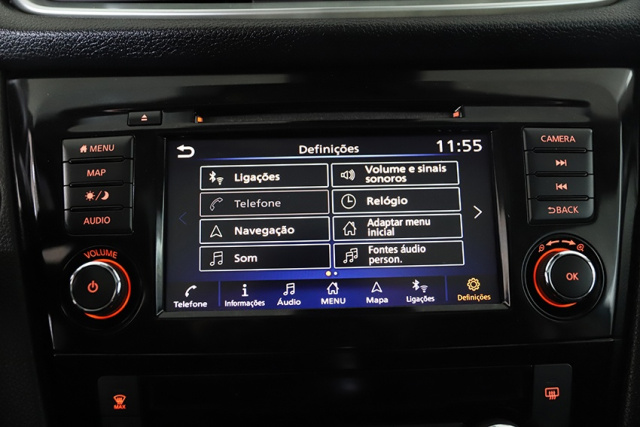 Definições
11:55
Ligações
Volume e sinais
sonoros
Telefone
Relógio
Navegação
Adaptar menu
inicial
Som
Fontes áudio
person.
Telefone
Informações
Áudio
MENU
Mapa
Ligações
Definições
MENU
MAP
AUDIO
VOLUME
CAMERA
BACK
OK
MAX